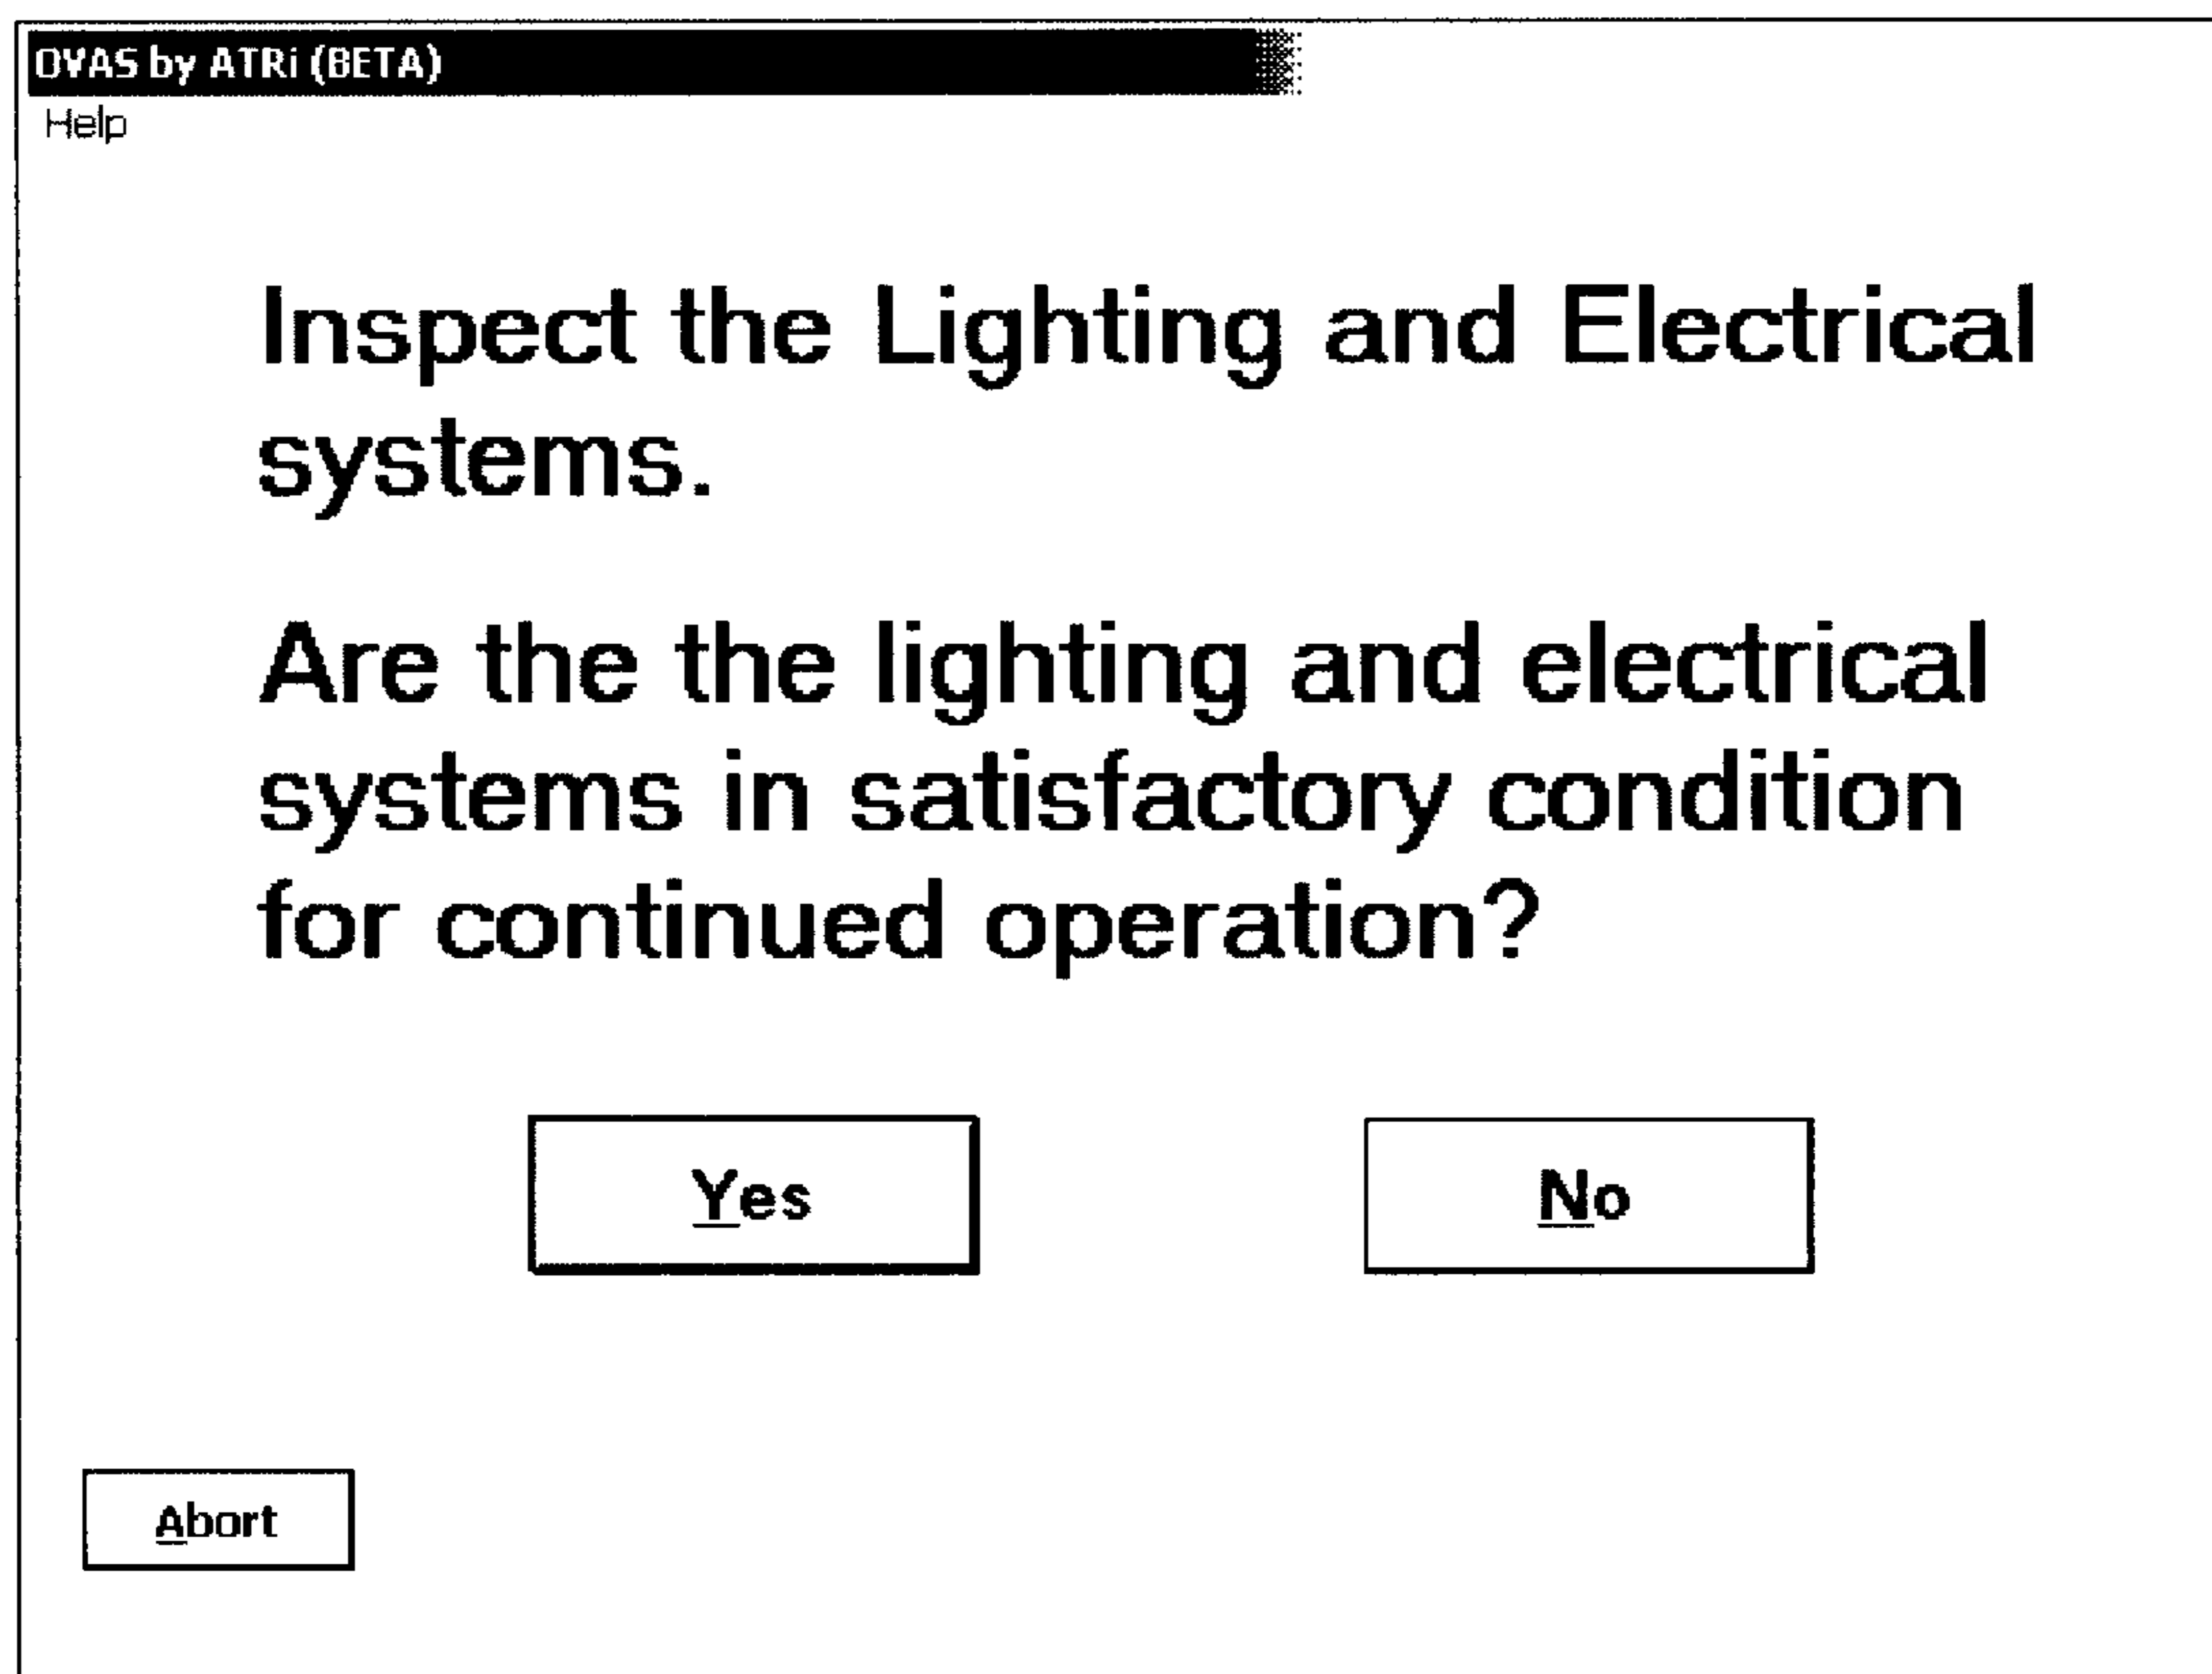 DYAS by ATRi (BETA)
Help
Inspect the Lighting and Electrical
systems.
Are the the lighting and electrical
systems in satisfactory condition
for continued operation?
Yes
No
Abort